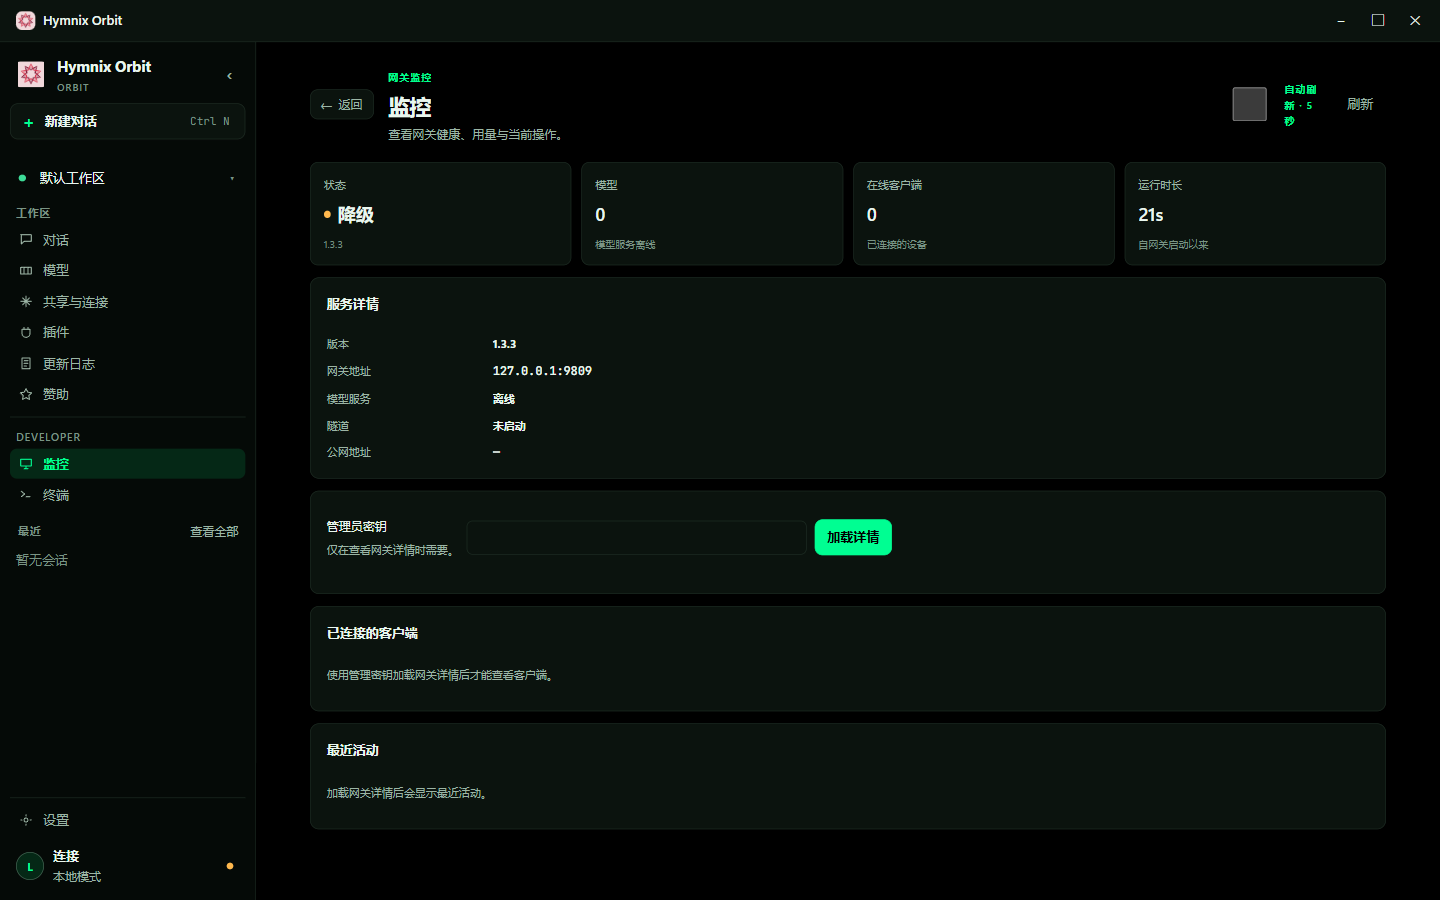 Hymnix Orbit
Hymnix Orbit
ORBIT
+ 新建对话 Ctrl N
默认工作区
工作区
对话
模型
共享与连接
插件
更新日志
赞助
DEVELOPER
监控
终端
最近 查看全部
暂无会话
设置
L
连接
本地模式
← 返回
网关监控
监控
查看网关健康、用量与当前操作。
自动刷
新 · 5
秒
刷新
状态
降级
1.3.3
模型
0
模型服务离线
在线客户端
0
已连接的设备
运行时长
21s
自网关启动以来
服务详情
版本 1.3.3
网关地址 127.0.0.1:9809
模型服务 离线
隧道 未启动
公网地址 —
管理员密钥
仅在查看网关详情时需要。
加载详情
已连接的客户端
使用管理密钥加载网关详情后才能查看客户端。
最近活动
加载网关详情后会显示最近活动。